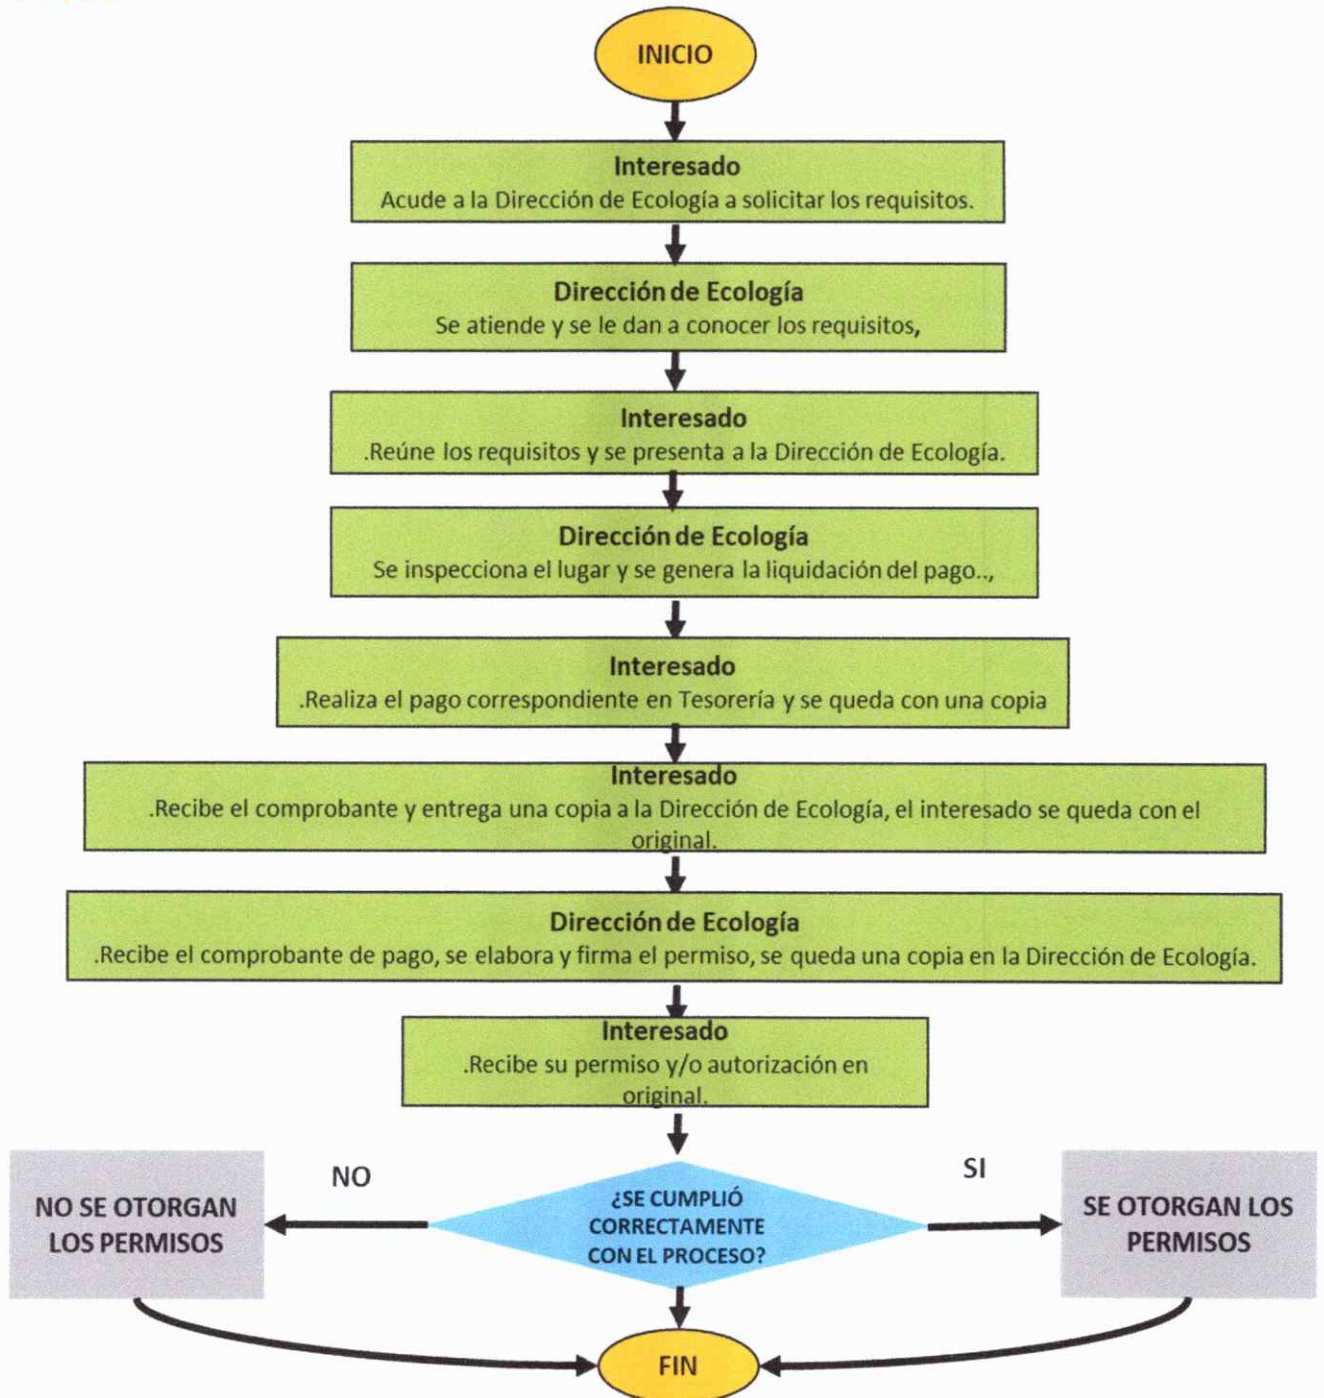 INICIO
Interesado
Acude a la Dirección de Ecología a solicitar los requisitos.
Dirección de Ecología
Se atiende y se le dan a conocer los requisitos,
Interesado
.Reúne los requisitos y se presenta a la Dirección de Ecología.
Dirección de Ecología
Se inspecciona el lugar y se genera la liquidación del pago..,
Interesado
.Realiza el pago correspondiente en Tesorería y se queda con una copia
Interesado
.Recibe el comprobante y entrega una copia a la Dirección de Ecología, el interesado se queda con el
original.
Dirección de Ecología
.Recibe el comprobante de pago, se elabora y firma el permiso, se queda una copia en la Dirección de Ecología.
Interesado
.Recibe su permiso y/o autorización en
original.
NO
SI
NO SE OTORGAN
LOS PERMISOS
¿SE CUMPLIÓ
CORRECTAMENTE
CON EL PROCESO?
SE OTORGAN LOS
PERMISOS
FIN